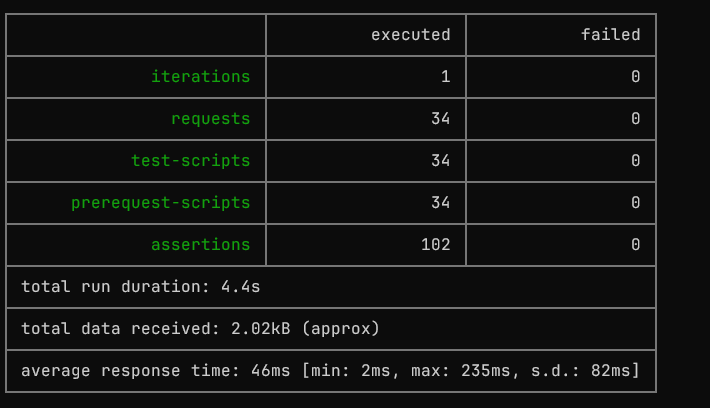 executed failed
iterations 1 0
requests 34 0
test-scripts 34 0
prerequest-scripts 34 0
assertions 102 0
total run duration: 4.4s
total data received: 2.02kB (approx)
average response time: 46ms [min: 2ms, max: 235ms, s.d.: 82ms]